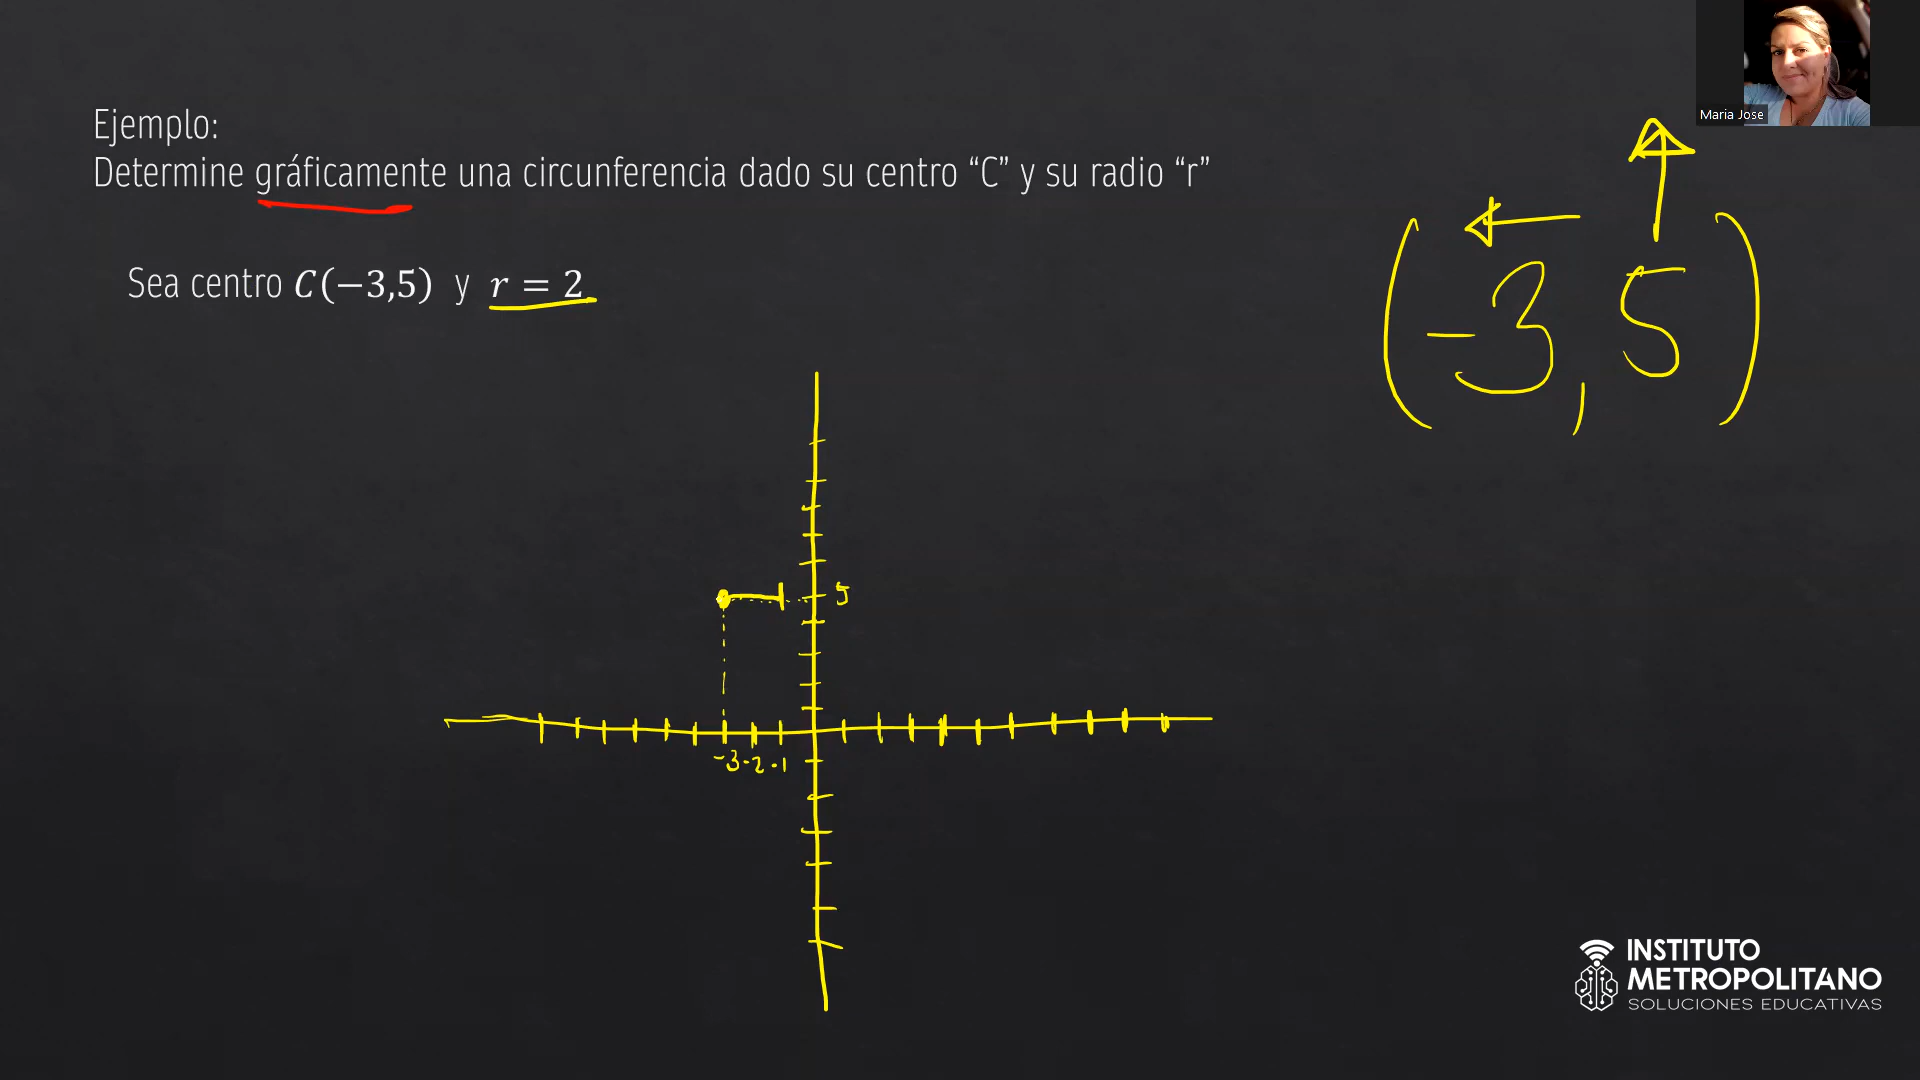 Maria Jose
Ejemplo:
Determine gráficamente una circunferencia dado su centro “C” y su radio “r”
Sea centro C(−3,5) y r = 2
(-3, 5)
5
-3 -2 -1
INSTITUTO
METROPOLITANO
SOLUCIONES EDUCATIVAS